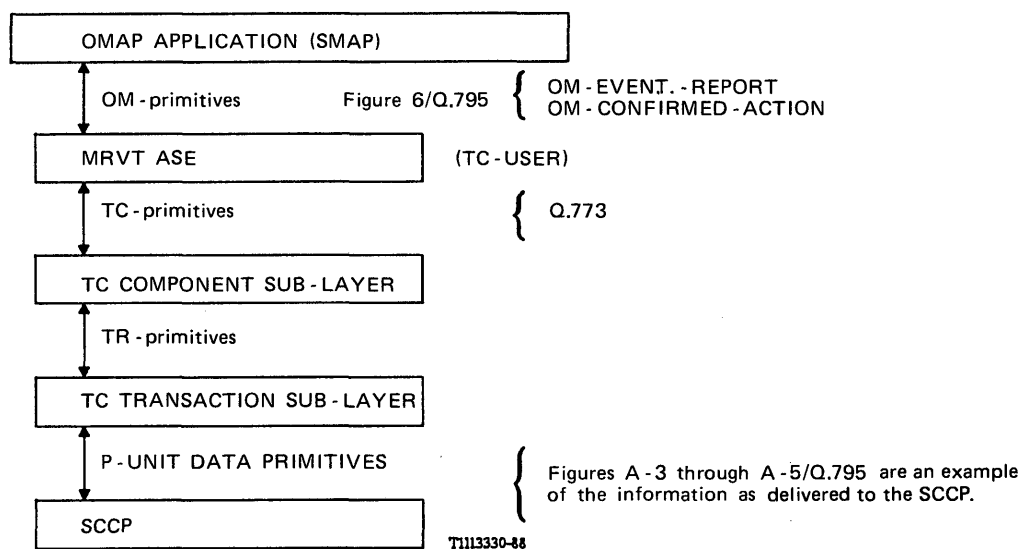 OMAP APPLICATION (SMAP)
OM-primitives
Figure 6/Q.795
{ OM-EVENT.-REPORT
OM-CONFIRMED-ACTION
MRVT ASE
(TC-USER)
TC-primitives
{ Q.773
TC COMPONENT SUB-LAYER
TR-primitives
TC TRANSACTION SUB-LAYER
P-UNIT DATA PRIMITIVES
{ Figures A-3 through A-5/Q.795 are an example
of the information as delivered to the SCCP.
SCCP
T1113330-88